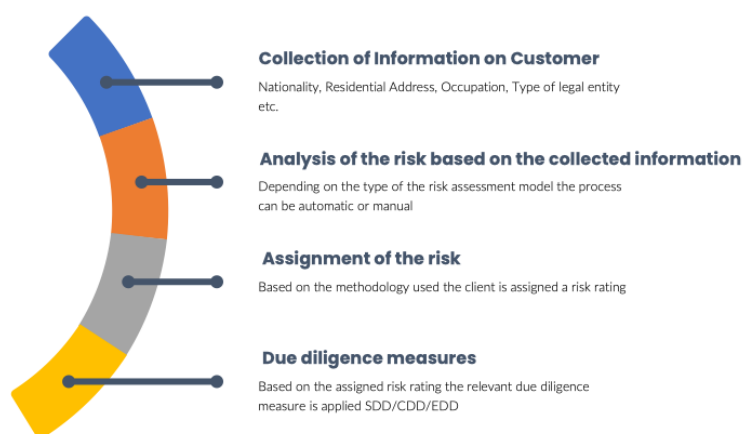 Collection of Information on Customer
Nationality, Residential Address, Occupation, Type of legal entity
etc.
Analysis of the risk based on the collected information
Depending on the type of the risk assessment model the process
can be automatic or manual
Assignment of the risk
Based on the methodology used the client is assigned a risk rating
Due diligence measures
Based on the assigned risk rating the relevant due diligence
measure is applied SDD/CDD/EDD